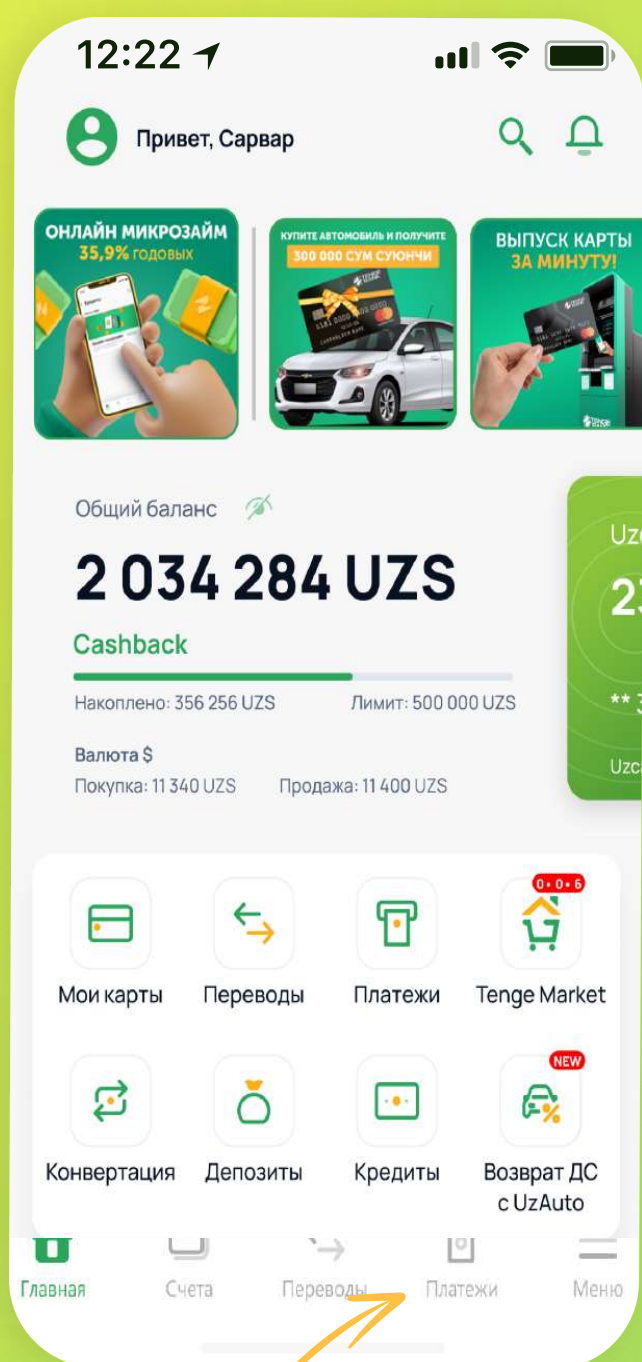 12:22
Привет, Сарвар
ОНЛАЙН МИКРОЗАЙМ
35,9% ГОДОВЫХ
КУПИТЕ АВТОМОБИЛЬ И ПОЛУЧИТЕ
300 000 СУМ СУЮНЧИ
ВЫПУСК КАРТЫ
ЗА МИНУТУ!
TENGE
Общий баланс
2 034 284 UZS
Cashback
Накоплено: 356 256 UZS
Лимит: 500 000 UZS
Валюта $
Покупка: 11 340 UZS
Продажа: 11 400 UZS
** 3
0•0•6
Мои карты
Переводы
Платежи
Tenge Market
NEW
Конвертация
Депозиты
Кредиты
Возврат ДС
с UzAuto
Главная
Счета
Переводы
Платежи
Меню